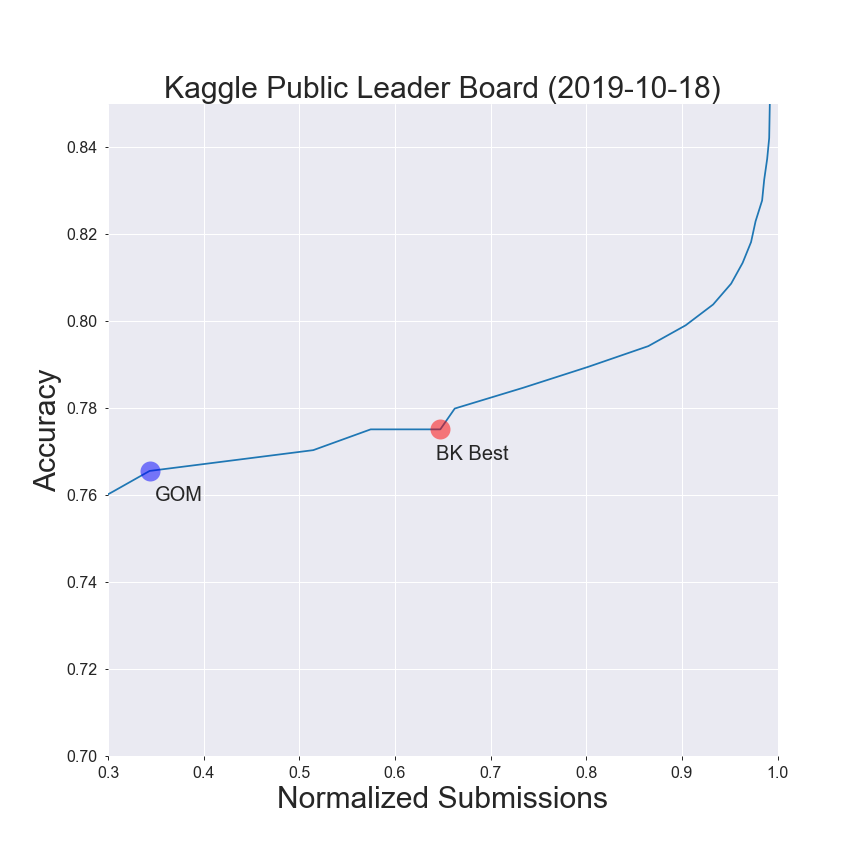 Kaggle Public Leader Board (2019-10-18)
0.84
0.82
0.80
0.78
0.76
0.74
0.72
0.70
Accuracy
BK Best
GOM
0.3 0.4 0.5 0.6 0.7 0.8 0.9 1.0
Normalized Submissions